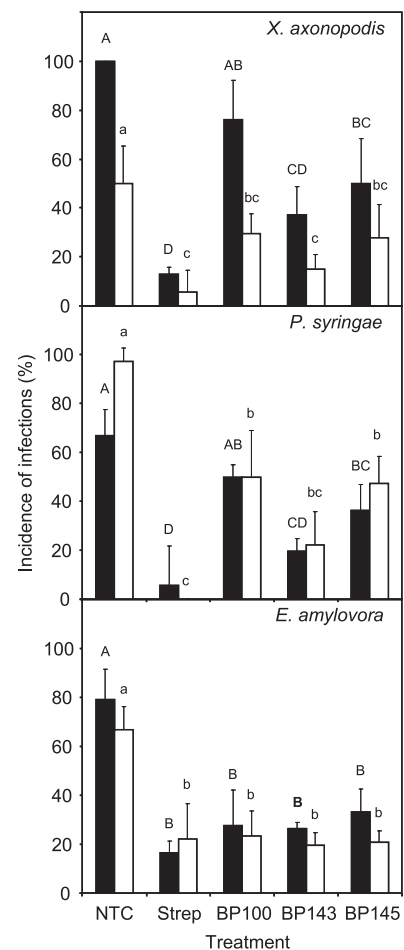 X. axonopodis
100
80
60
40
20
0
A
a
D
c
AB
bc
CD
c
BC
bc
P. syringae
100
80
60
40
20
0
A
a
D
c
AB
b
CD
bc
BC
b
Incidence of infections (%)
E. amylovora
100
80
60
40
20
0
A
a
B
b
B
b
B
b
B
b
NTC Strep BP100 BP143 BP145
Treatment